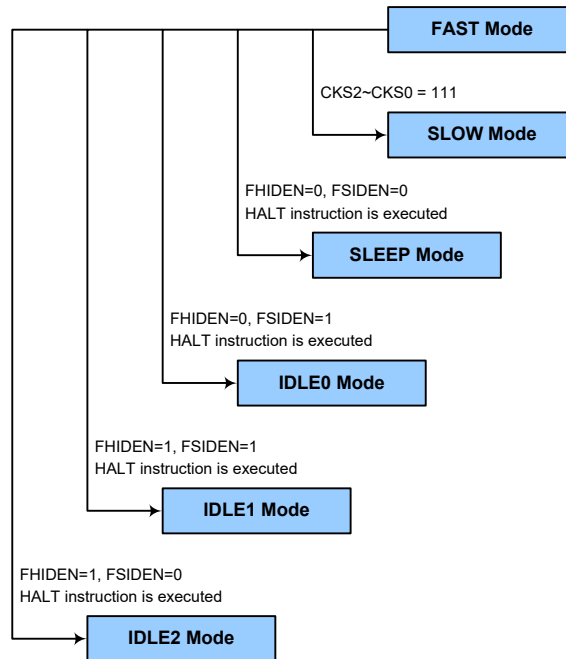 FAST Mode
CKS2~CKS0 = 111
SLOW Mode
FHIDEN=0, FSIDEN=0
HALT instruction is executed
SLEEP Mode
FHIDEN=0, FSIDEN=1
HALT instruction is executed
IDLE0 Mode
FHIDEN=1, FSIDEN=1
HALT instruction is executed
IDLE1 Mode
FHIDEN=1, FSIDEN=0
HALT instruction is executed
IDLE2 Mode